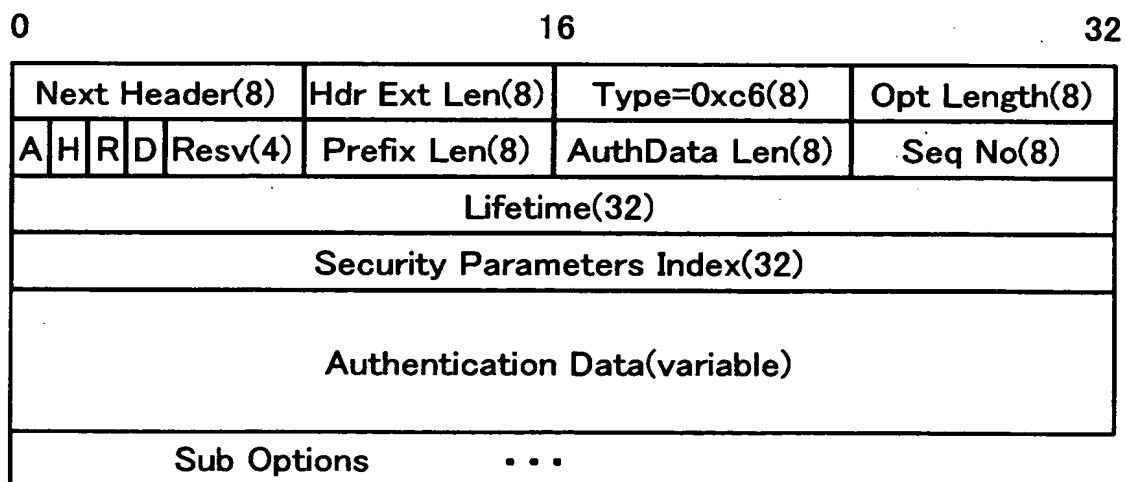 0 16 32
Next Header(8) Hdr Ext Len(8) Type=0xc6(8) Opt Length(8)
A H R D Resv(4) Prefix Len(8) AuthData Len(8) Seq No(8)
Lifetime(32)
Security Parameters Index(32)
Authentication Data(variable)
Sub Options ･･･